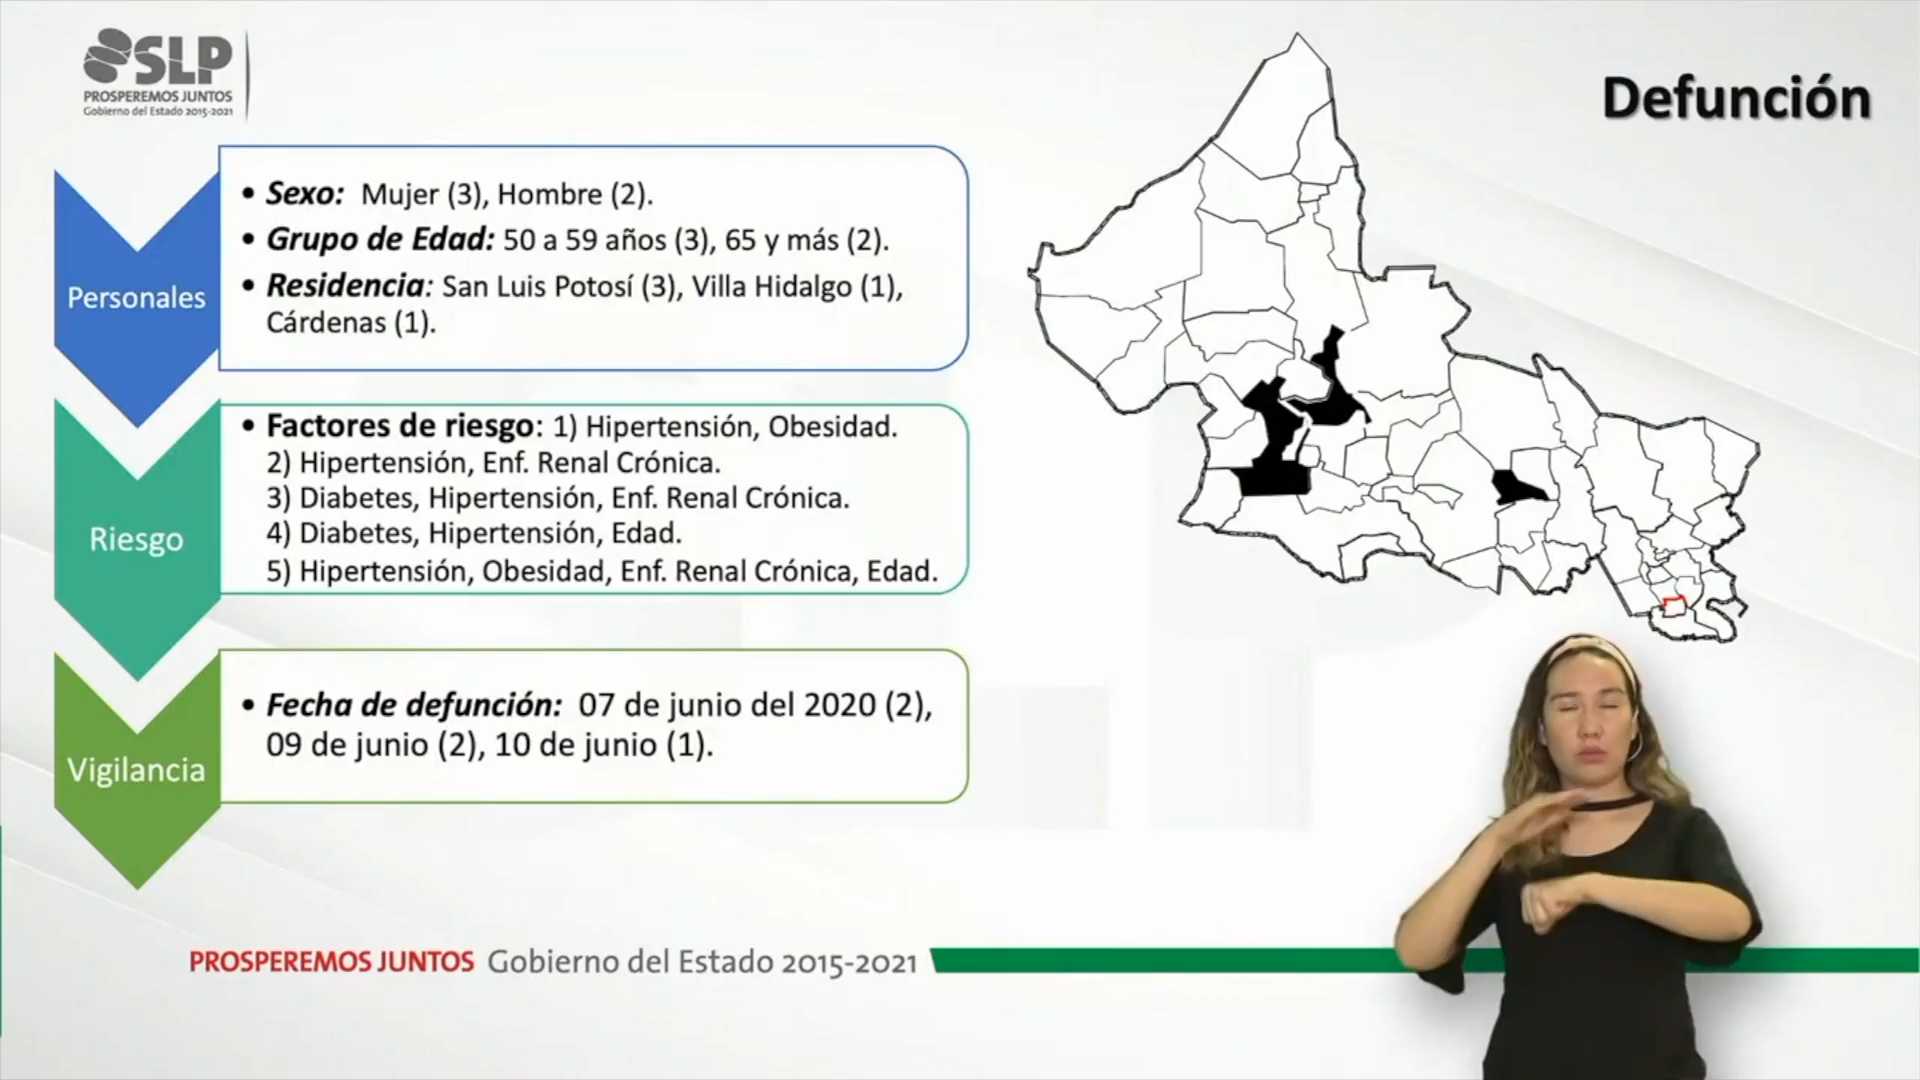 SLP
PROSPEREMOS JUNTOS
Gobierno del Estado 2015-2021
Defunción
Personales
• Sexo: Mujer (3), Hombre (2).
• Grupo de Edad: 50 a 59 años (3), 65 y más (2).
• Residencia: San Luis Potosí (3), Villa Hidalgo (1),
Cárdenas (1).
Riesgo
• Factores de riesgo: 1) Hipertensión, Obesidad.
2) Hipertensión, Enf. Renal Crónica.
3) Diabetes, Hipertensión, Enf. Renal Crónica.
4) Diabetes, Hipertensión, Edad.
5) Hipertensión, Obesidad, Enf. Renal Crónica, Edad.
Vigilancia
• Fecha de defunción: 07 de junio del 2020 (2),
09 de junio (2), 10 de junio (1).
PROSPEREMOS JUNTOS Gobierno del Estado 2015-2021